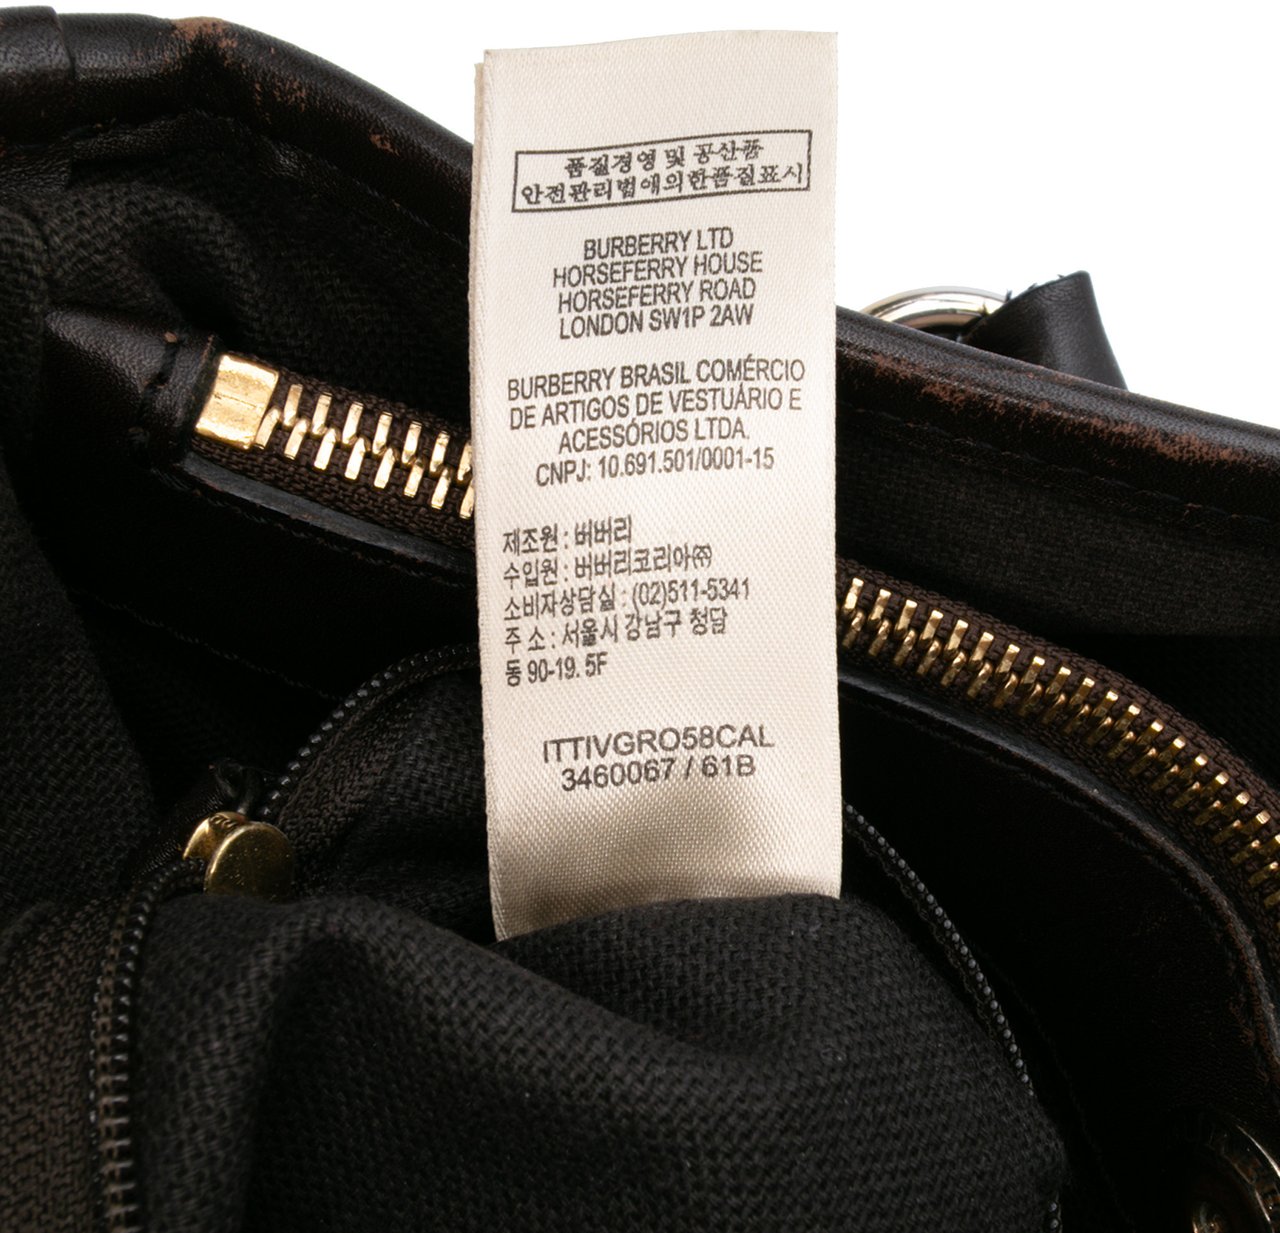 품질경영 및 공산품
안전관리법에의한품질표시
BURBERRY LTD
HORSEFERRY HOUSE
HORSEFERRY ROAD
LONDON SW1P 2AW
BURBERRY BRASIL COMÉRCIO
DE ARTIGOS DE VESTUÁRIO E
ACESSÓRIOS LTDA.
CNPJ: 10.691.501/0001-15
제조원 : 버버리
수입원 : 버버리코리아㈜
소비자상담실 : (02)511-5341
주 소 : 서울시 강남구 청담
동 90-19. 5F
ITTIVGRO58CAL
3460067 / 61B